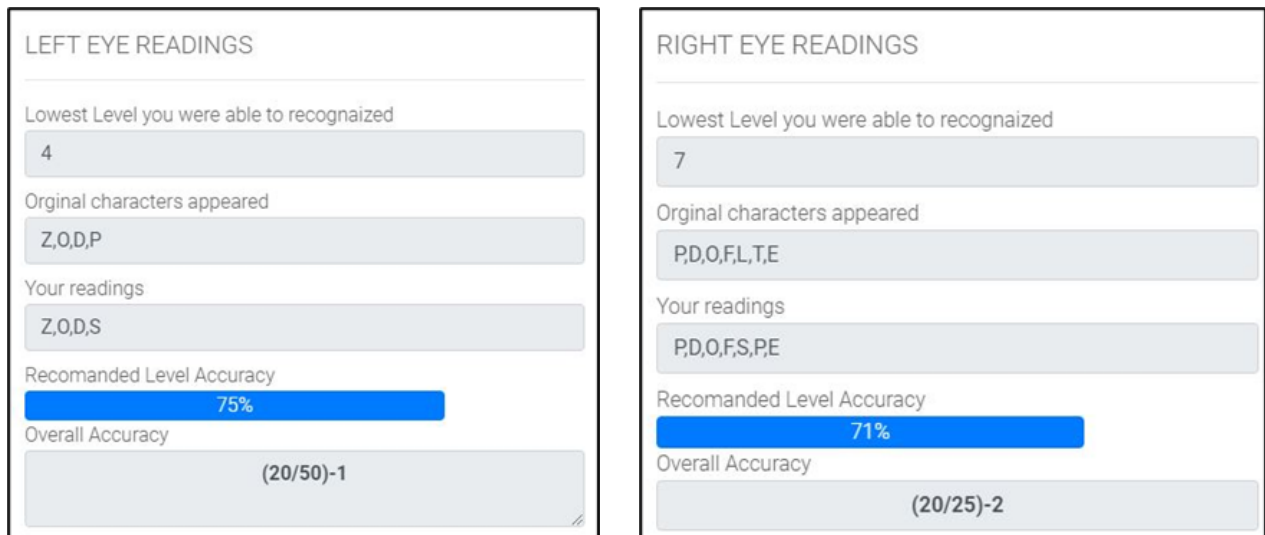 LEFT EYE READINGS
Lowest Level you were able to recognaized
4
Orginal characters appeared
Z,O,D,P
Your readings
Z,O,D,S
Recomanded Level Accuracy
75%
Overall Accuracy
(20/50)-1
RIGHT EYE READINGS
Lowest Level you were able to recognaized
7
Orginal characters appeared
P,D,O,F,L,T,E
Your readings
P,D,O,F,S,P,E
Recomanded Level Accuracy
71%
Overall Accuracy
(20/25)-2